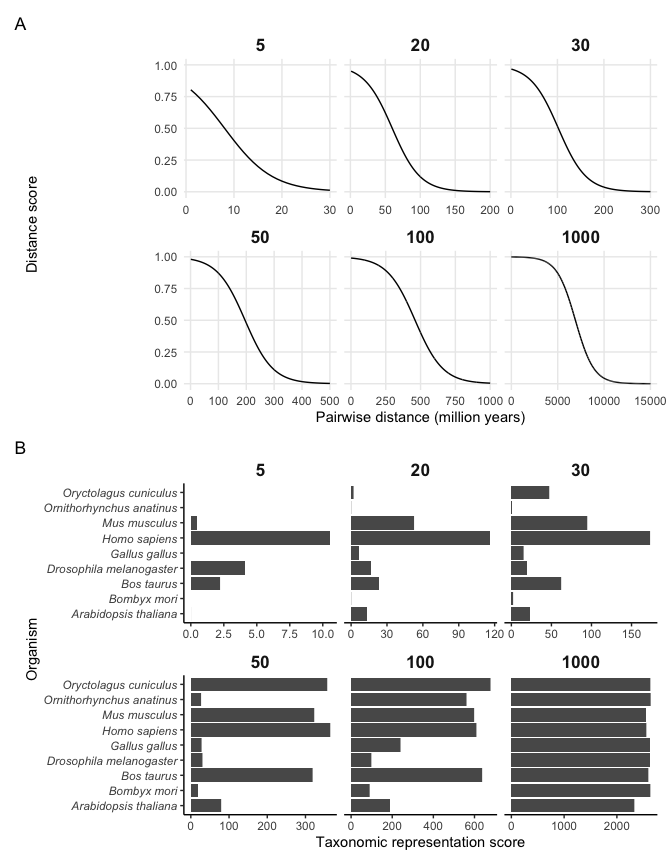 A
5 20 30
Distance score
1.00
0.75
0.50
0.25
0.00
0 10 20 30 0 50 100 150 200 0 100 200 300
50 100 1000
1.00
0.75
0.50
0.25
0.00
0 100 200 300 400 500 0 250 500 750 1000 0 5000 10000 15000
Pairwise distance (million years)
B
5 20 30
Organism
Oryctolagus cuniculus
Ornithorhynchus anatinus
Mus musculus
Homo sapiens
Gallus gallus
Drosophila melanogaster
Bos taurus
Bombyx mori
Arabidopsis thaliana
0.0 2.5 5.0 7.5 10.0 0 30 60 90 120 0 50 100 150
50 100 1000
Oryctolagus cuniculus
Ornithorhynchus anatinus
Mus musculus
Homo sapiens
Gallus gallus
Drosophila melanogaster
Bos taurus
Bombyx mori
Arabidopsis thaliana
0 100 200 300 0 200 400 600 0 1000 2000
Taxonomic representation score